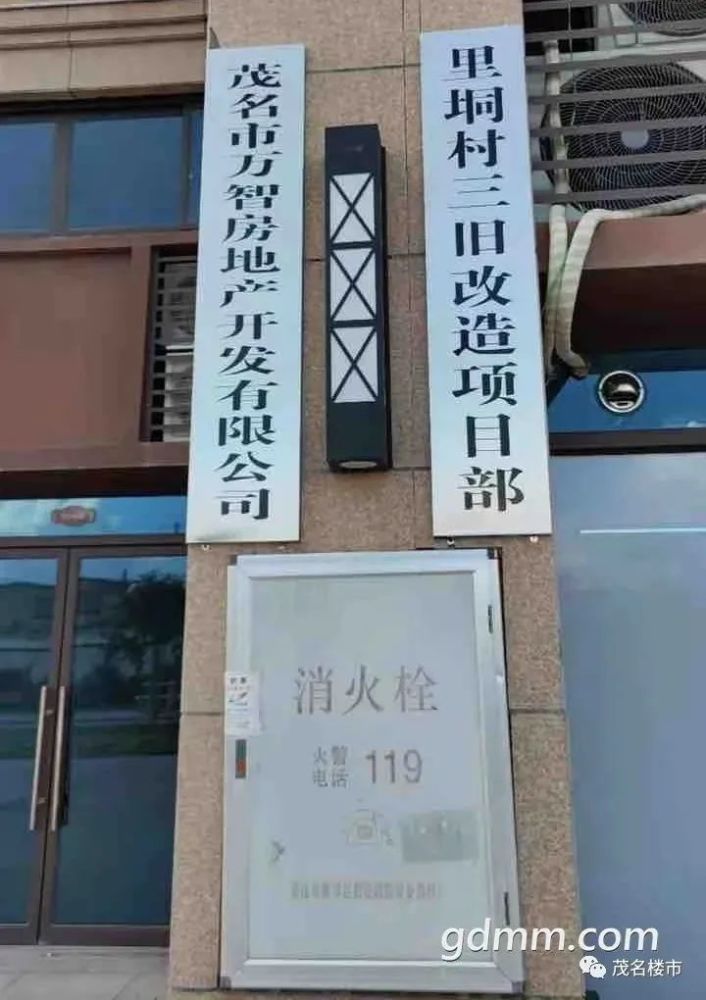 茂名市万智房地产开发有限公司
里垌村三旧改造项目部
消火栓
火警
电话 119
gdmm.com
茂名楼市